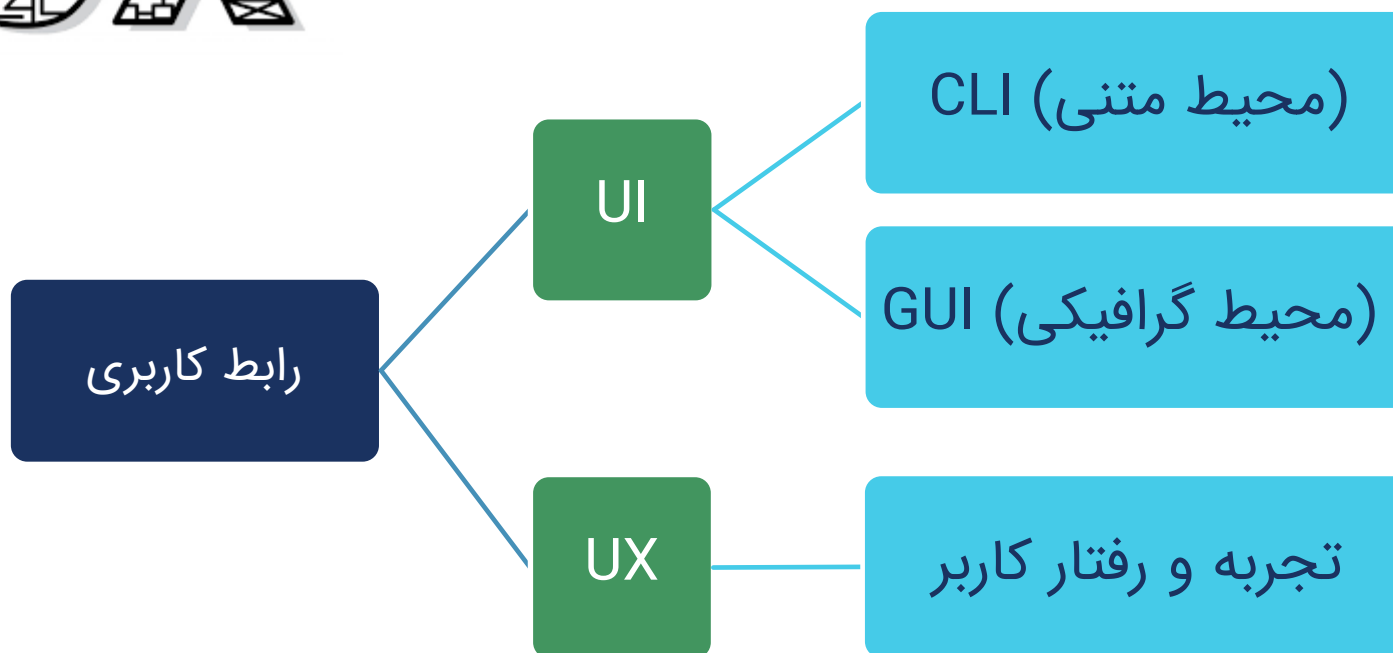 رابط کاربری
UI
CLI (محیط متنی)
GUI (محیط گرافیکی)
UX
تجربه و رفتار کاربر